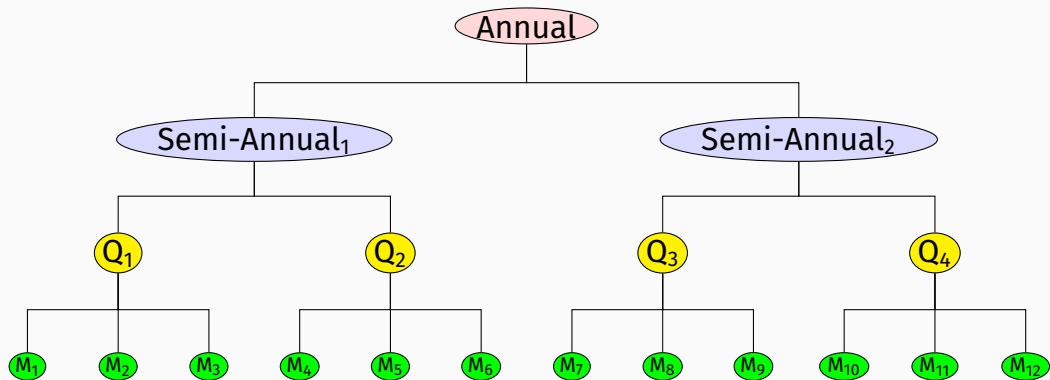 Annual
Semi-Annual₁ Semi-Annual₂
Q₁ Q₂ Q₃ Q₄
M₁ M₂ M₃ M₄ M₅ M₆ M₇ M₈ M₉ M₁₀ M₁₁ M₁₂